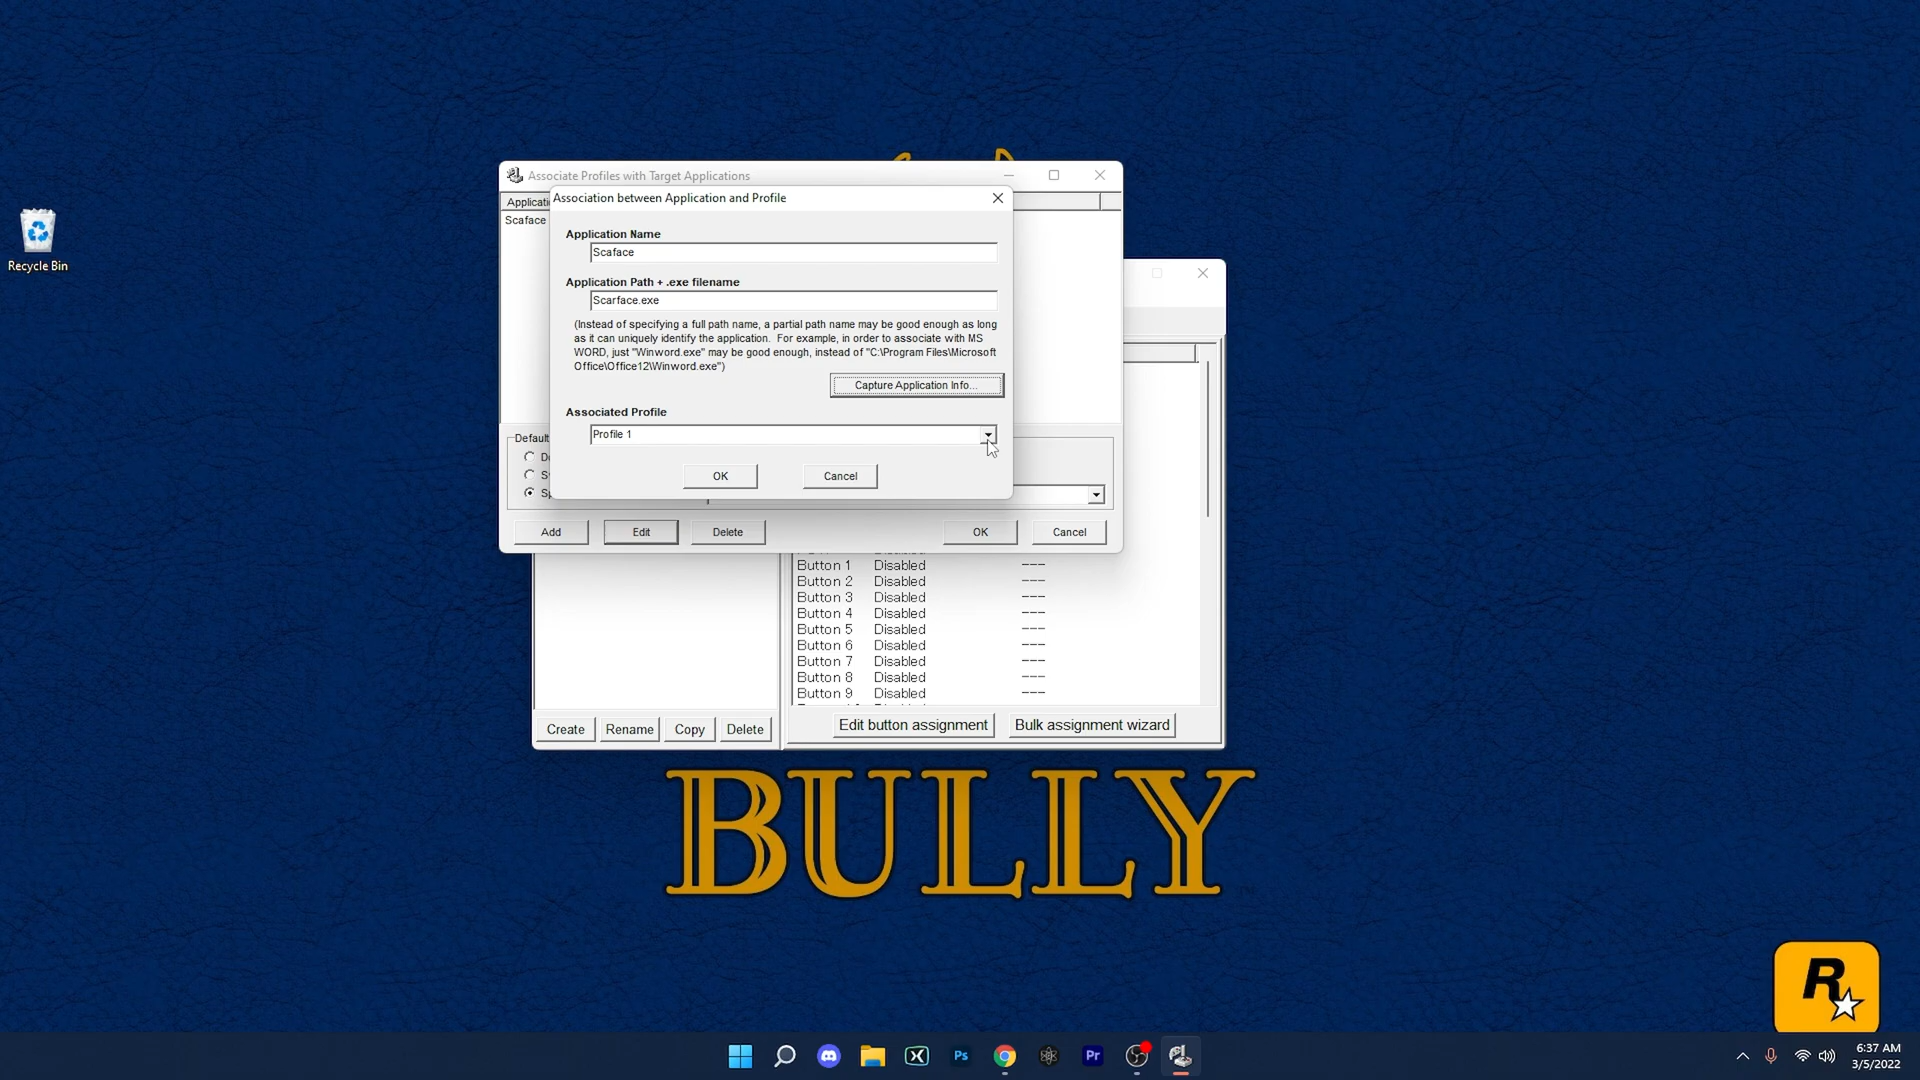 Recycle Bin
Associate Profiles with Target Applications
Scaface
Association between Application and Profile
Application Name
Scaface
Application Path + .exe filename
Scarface.exe
(Instead of specifying a full path name, a partial path name may be good enough as long
as it can uniquely identify the application. For example, in order to associate with MS
WORD, just "Winword.exe" may be good enough, instead of "C:\Program Files\Microsoft
Office\Office12\Winword.exe")
Capture Application Info...
Associated Profile
Profile 1
OK Cancel
Default
Add Edit Delete OK Cancel
Button 1 Disabled ---
Button 2 Disabled ---
Button 3 Disabled ---
Button 4 Disabled ---
Button 5 Disabled ---
Button 6 Disabled ---
Button 7 Disabled ---
Button 8 Disabled ---
Button 9 Disabled ---
Create Rename Copy Delete
Edit button assignment Bulk assignment wizard
BULLY
R
Ps
Pr
6:37 AM
3/5/2022